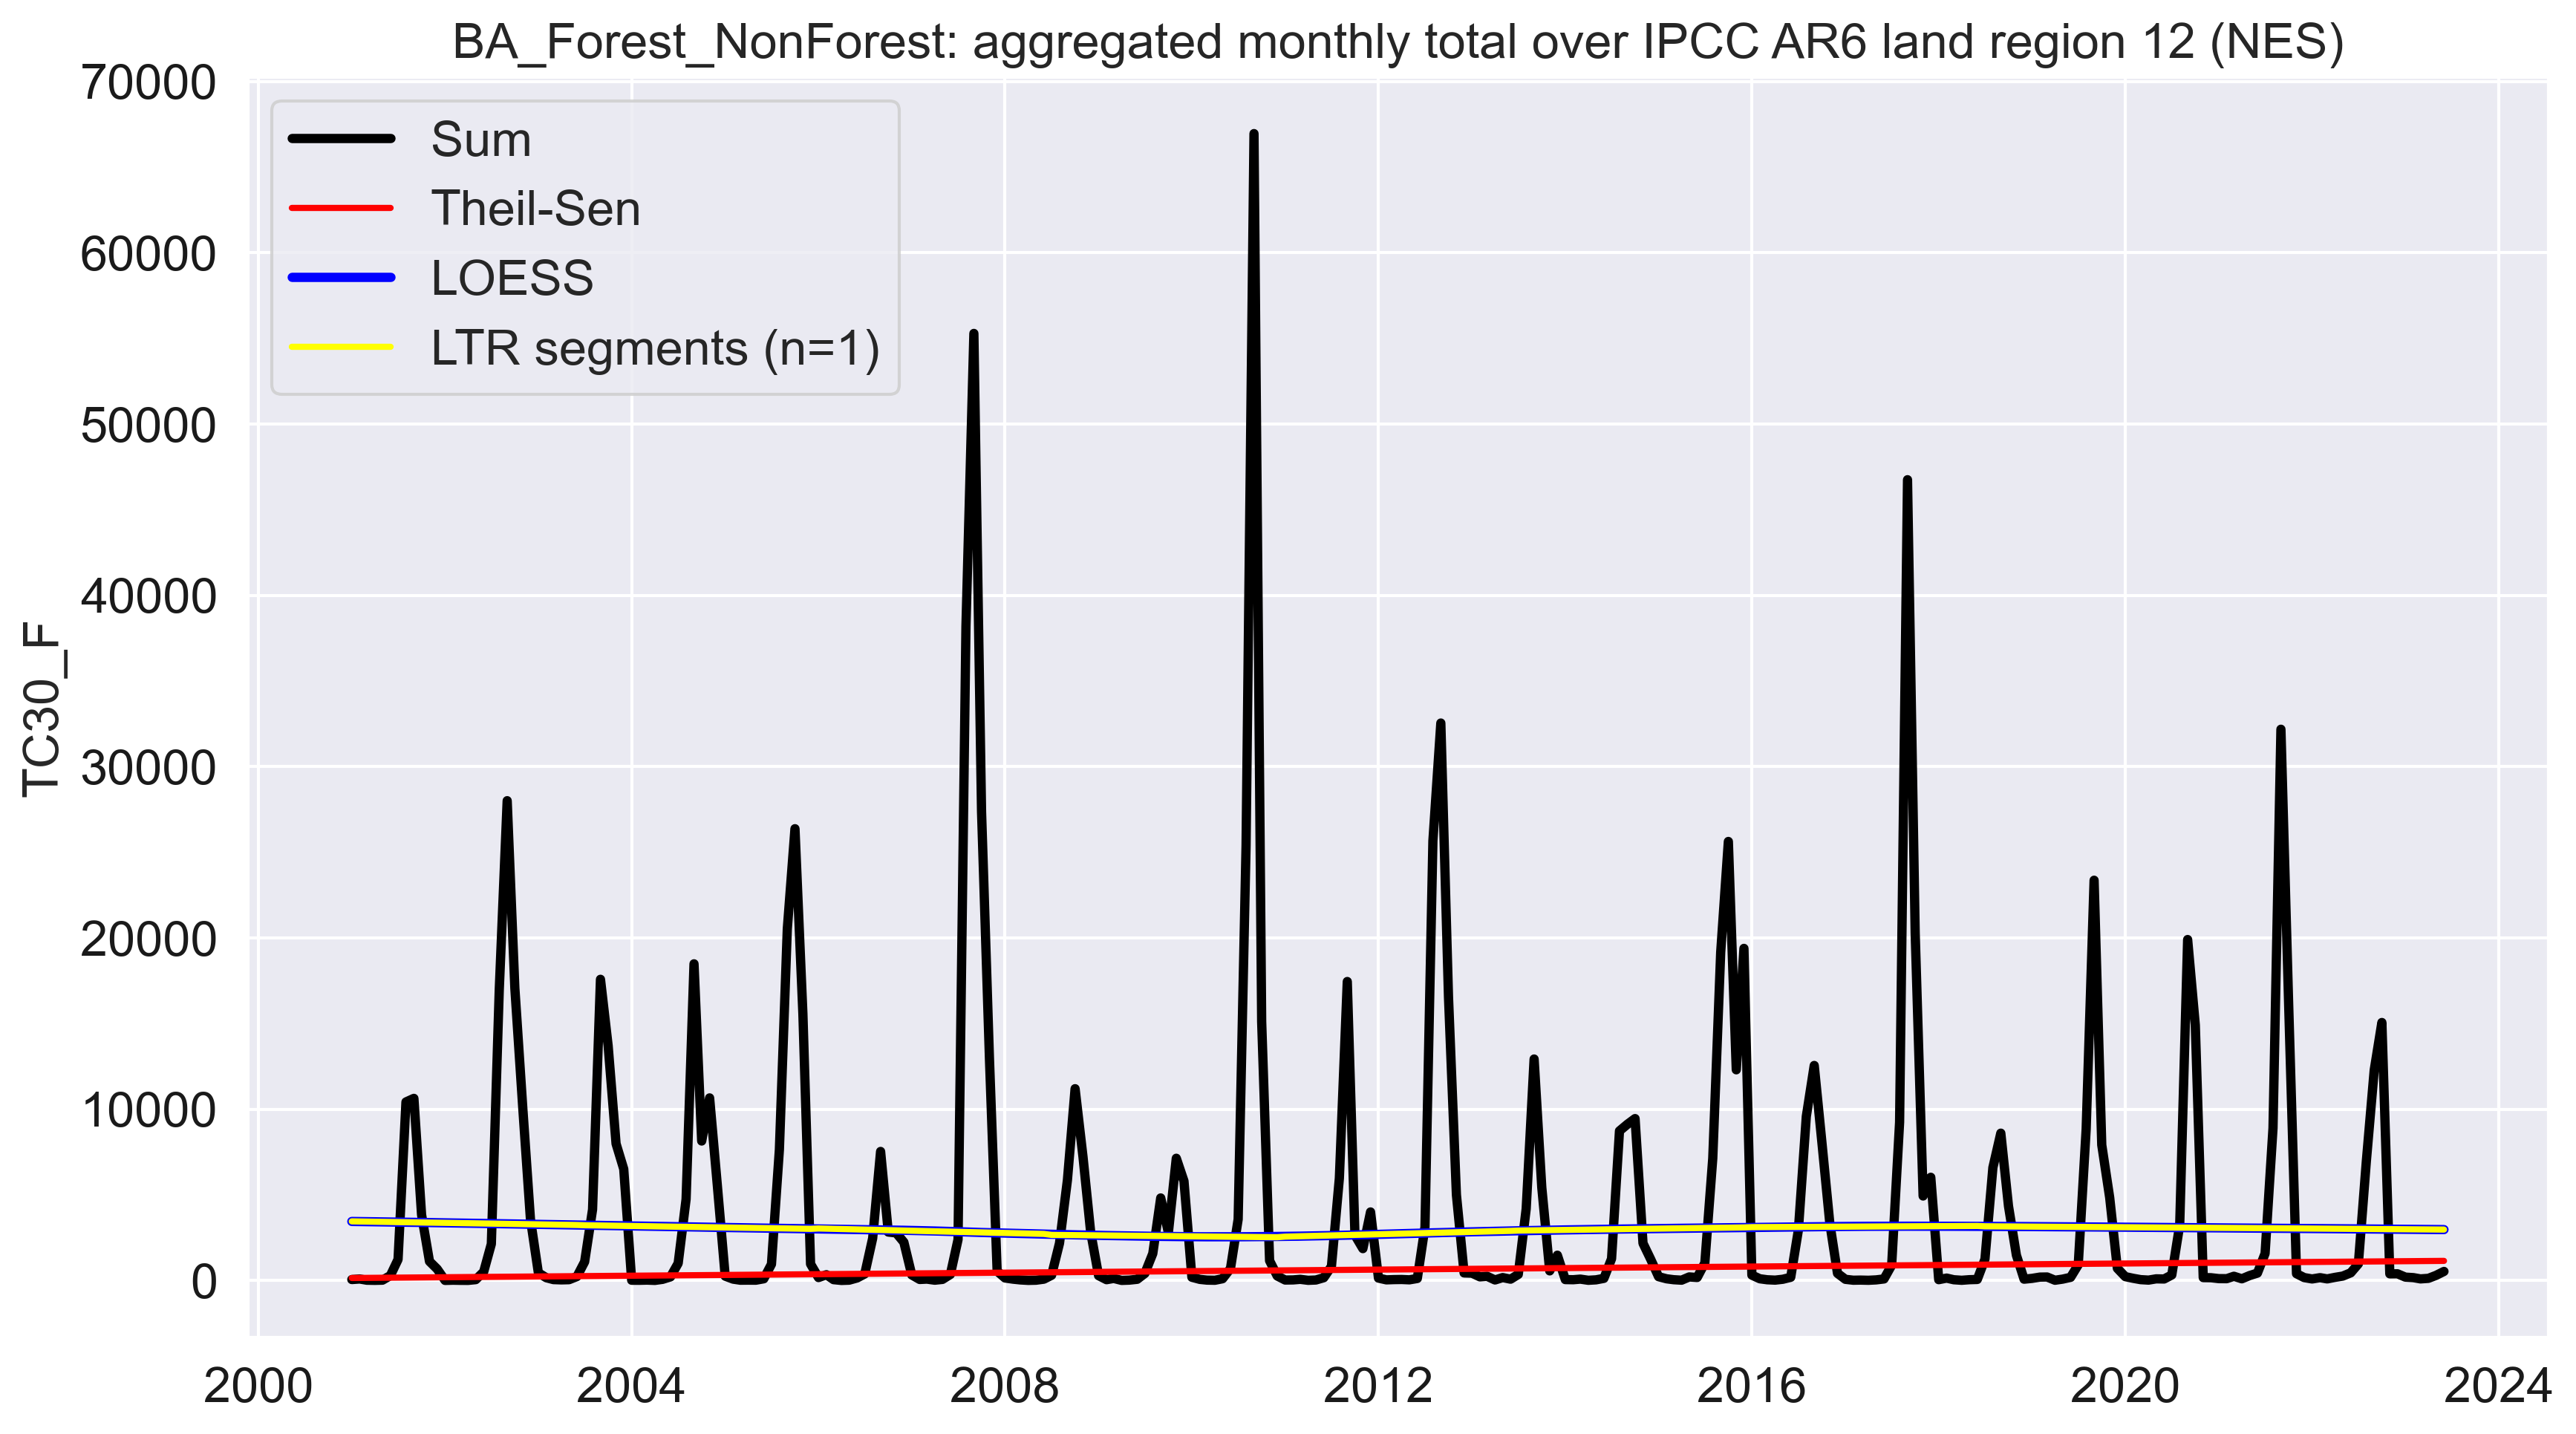 BA_Forest_NonForest: aggregated monthly total over IPCC AR6 land region 12 (NES)
70000
60000
50000
40000
30000
20000
10000
0
TC30_F
Sum
Theil-Sen
LOESS
LTR segments (n=1)
2000 2004 2008 2012 2016 2020 2024